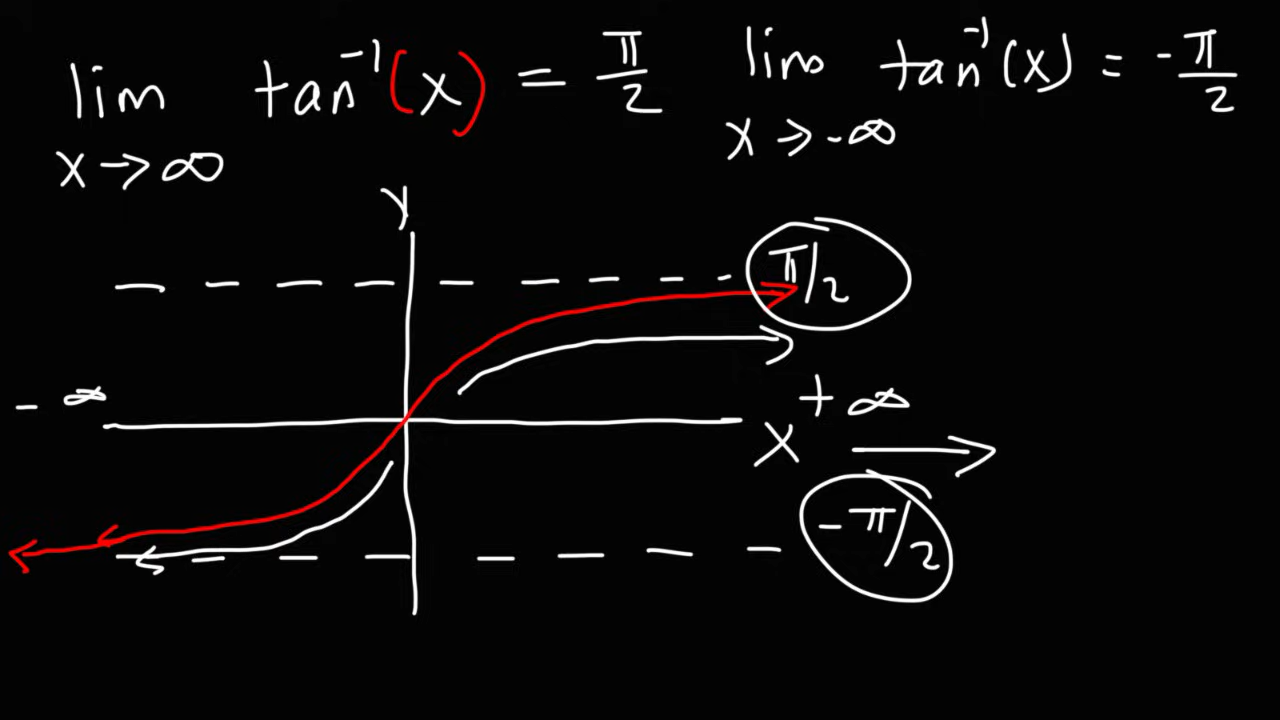 lim tan⁻¹(x) = π/2
x → ∞
lim tan⁻¹(x) = -π/2
x → -∞
y
π/2
- ∞
+ ∞
x
-π/2